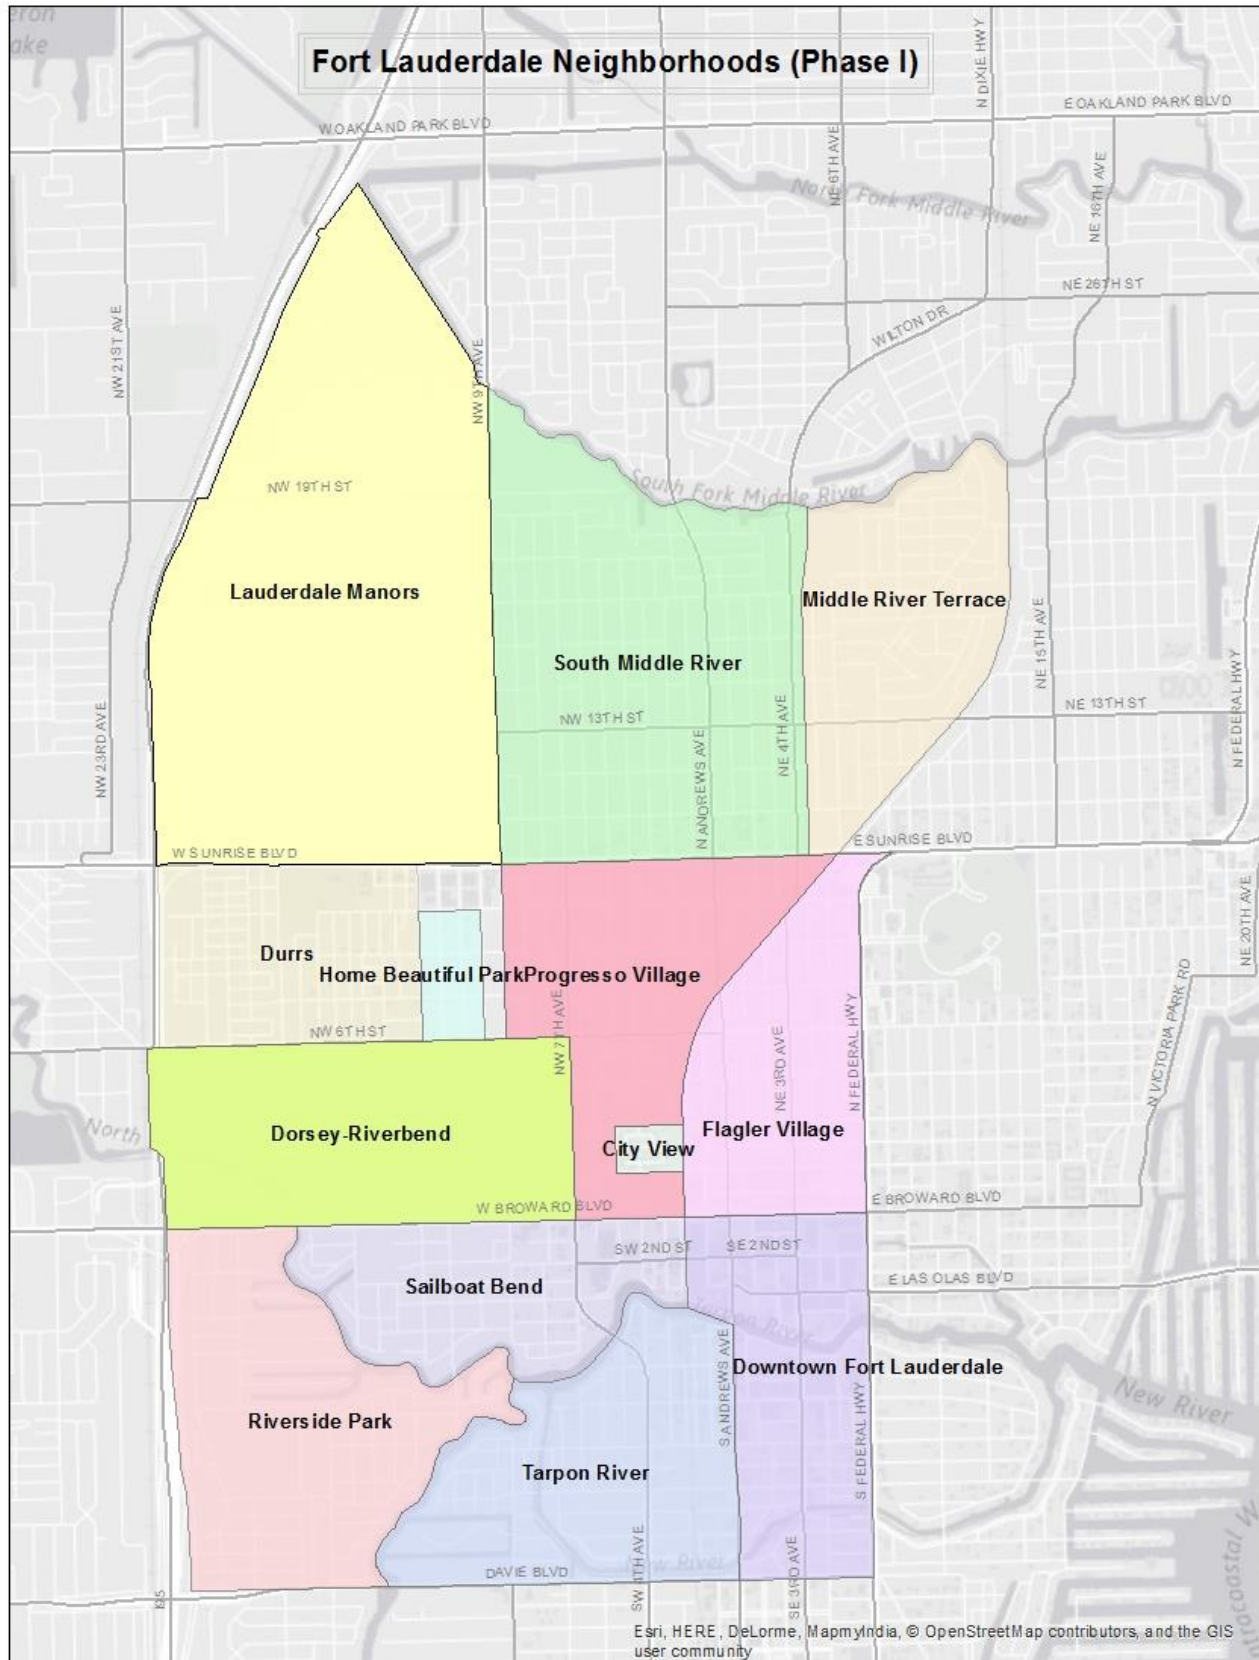 eron
ake
Fort Lauderdale Neighborhoods (Phase I)
N DIXIE HWY
E OAKLAND PARK BLVD
W OAKLAND PARK BLVD
NE 6TH AVE
North Fork Middle River
NE 16TH AVE
NE 26TH ST
WILTON DR
NW 21ST AVE
NW 9TH AVE
NW 19TH ST
South Fork Middle River
Lauderdale Manors
Middle River Terrace
South Middle River
NE 15TH AVE
N FEDERAL HWY
NW 23RD AVE
NW 13TH ST
NE 13TH ST
NE 4TH AVE
N ANDREWS AVE
W SUNRISE BLVD
E SUNRISE BLVD
NE 20TH AVE
Durrs
Home Beautiful Park
Progresso Village
NW 6TH ST
NW 7TH AVE
NE 3RD AVE
N FEDERAL HWY
N VICTORIA PARK RD
North
Dorsey-Riverbend
City View
Flagler Village
W BROWARD BLVD
E BROWARD BLVD
SW 2ND ST
SE 2ND ST
Sailboat Bend
E LAS OLAS BLVD
Tarpon River
Downtown Fort Lauderdale
S ANDREWS AVE
S FEDERAL HWY
New River
Riverside Park
Tarpon River
DAVIE BLVD
New River
SW 4TH AVE
SE 3RD AVE
I95
Esri, HERE, DeLorme, MapmyIndia, © OpenStreetMap contributors, and the GIS
user community